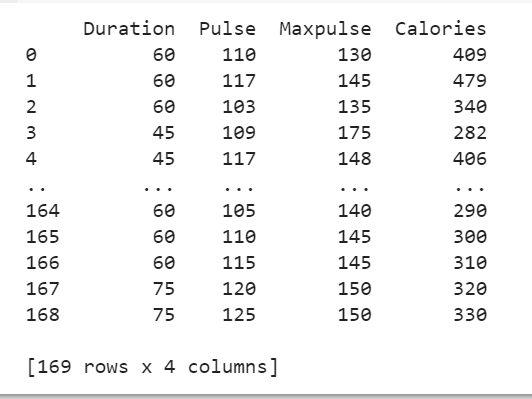 Duration Pulse Maxpulse Calories
0 60 110 130 409
1 60 117 145 479
2 60 103 135 340
3 45 109 175 282
4 45 117 148 406
.. ... ... ... ...
164 60 105 140 290
165 60 110 145 300
166 60 115 145 310
167 75 120 150 320
168 75 125 150 330
[169 rows x 4 columns]